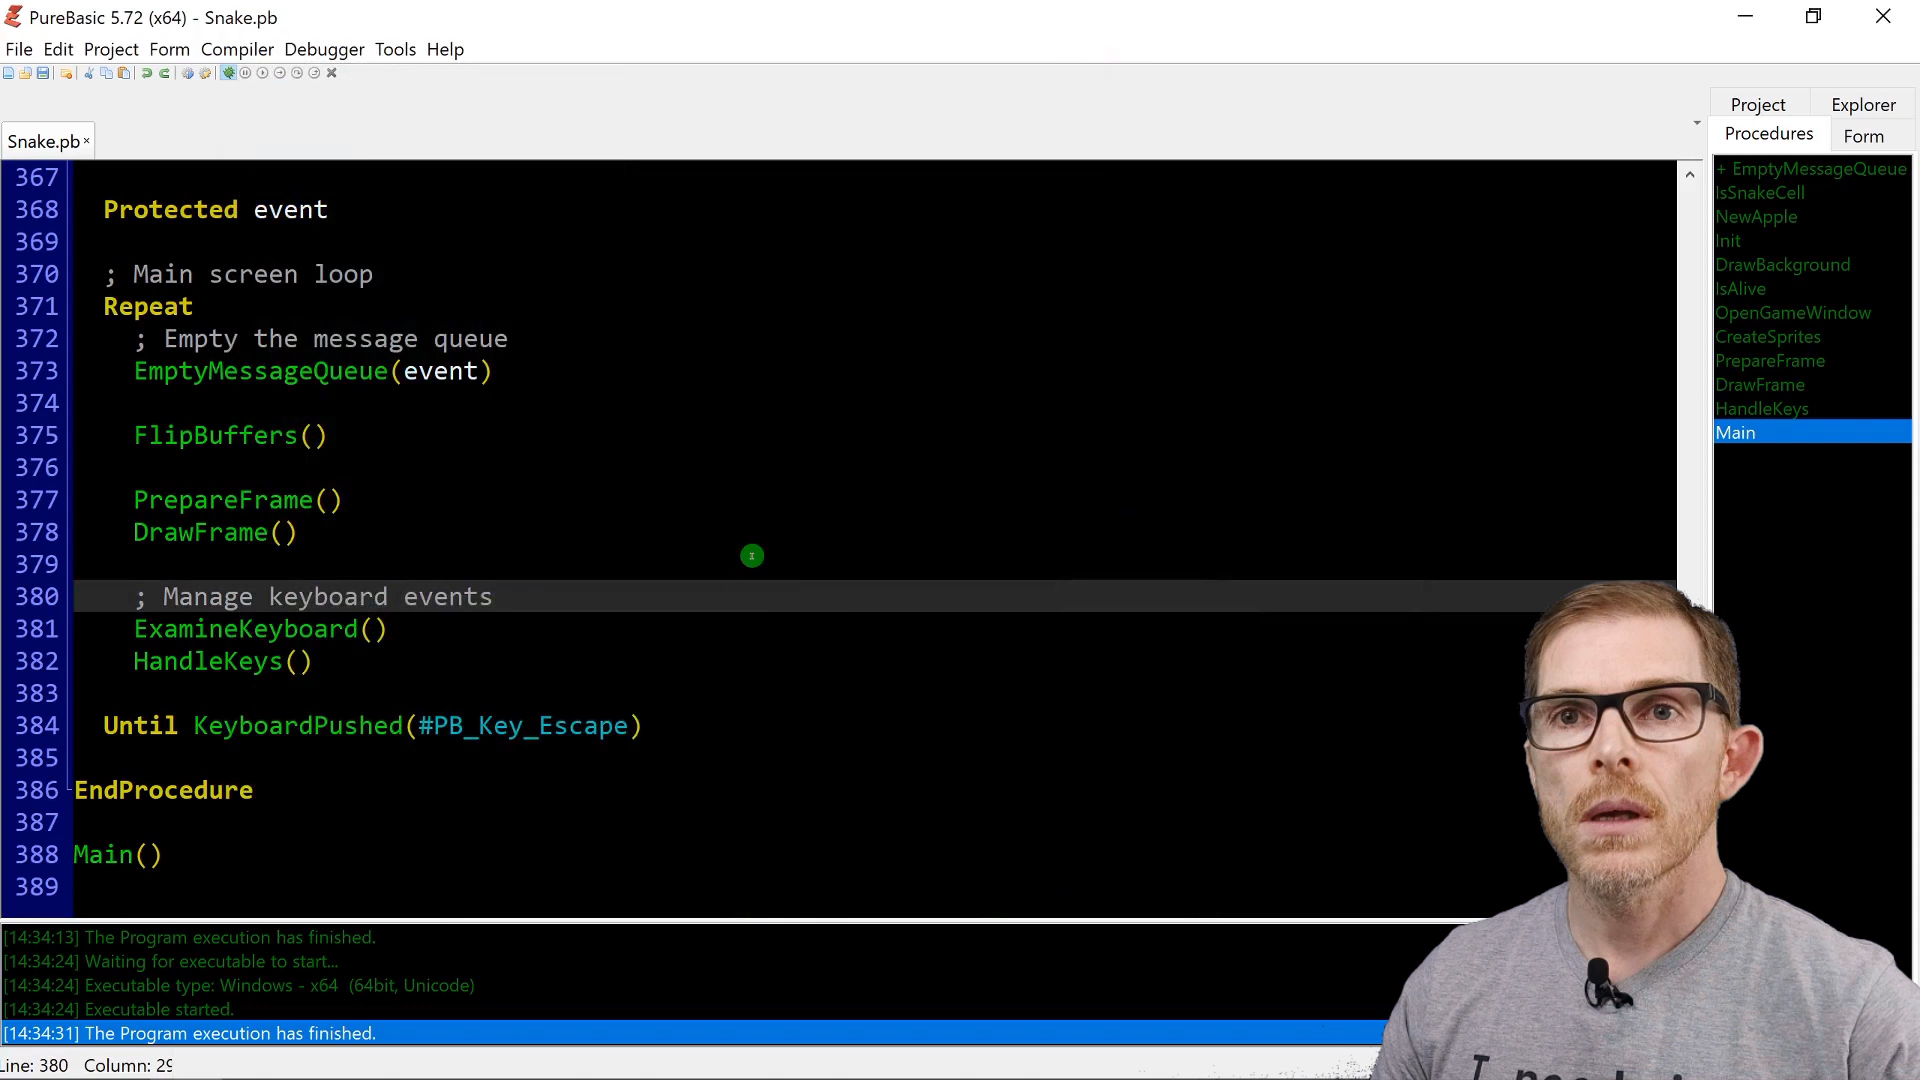 PureBasic 5.72 (x64) - Snake.pb
File Edit Project Form Compiler Debugger Tools Help
Project Explorer
Procedures Form
Snake.pb
367
368 Protected event
369
370 ; Main screen loop
371 Repeat
372 ; Empty the message queue
373 EmptyMessageQueue(event)
374
375 FlipBuffers()
376
377 PrepareFrame()
378 DrawFrame()
379
380 ; Manage keyboard events
381 ExamineKeyboard()
382 HandleKeys()
383
384 Until KeyboardPushed(#PB_Key_Escape)
385
386 EndProcedure
387
388 Main()
389
+ EmptyMessageQueue
IsSnakeCell
NewApple
Init
DrawBackground
IsAlive
OpenGameWindow
CreateSprites
PrepareFrame
DrawFrame
HandleKeys
Main
[14:34:13] The Program execution has finished.
[14:34:24] Waiting for executable to start...
[14:34:24] Executable type: Windows - x64 (64bit, Unicode)
[14:34:24] Executable started.
[14:34:31] The Program execution has finished.
Line: 380 Column: 29